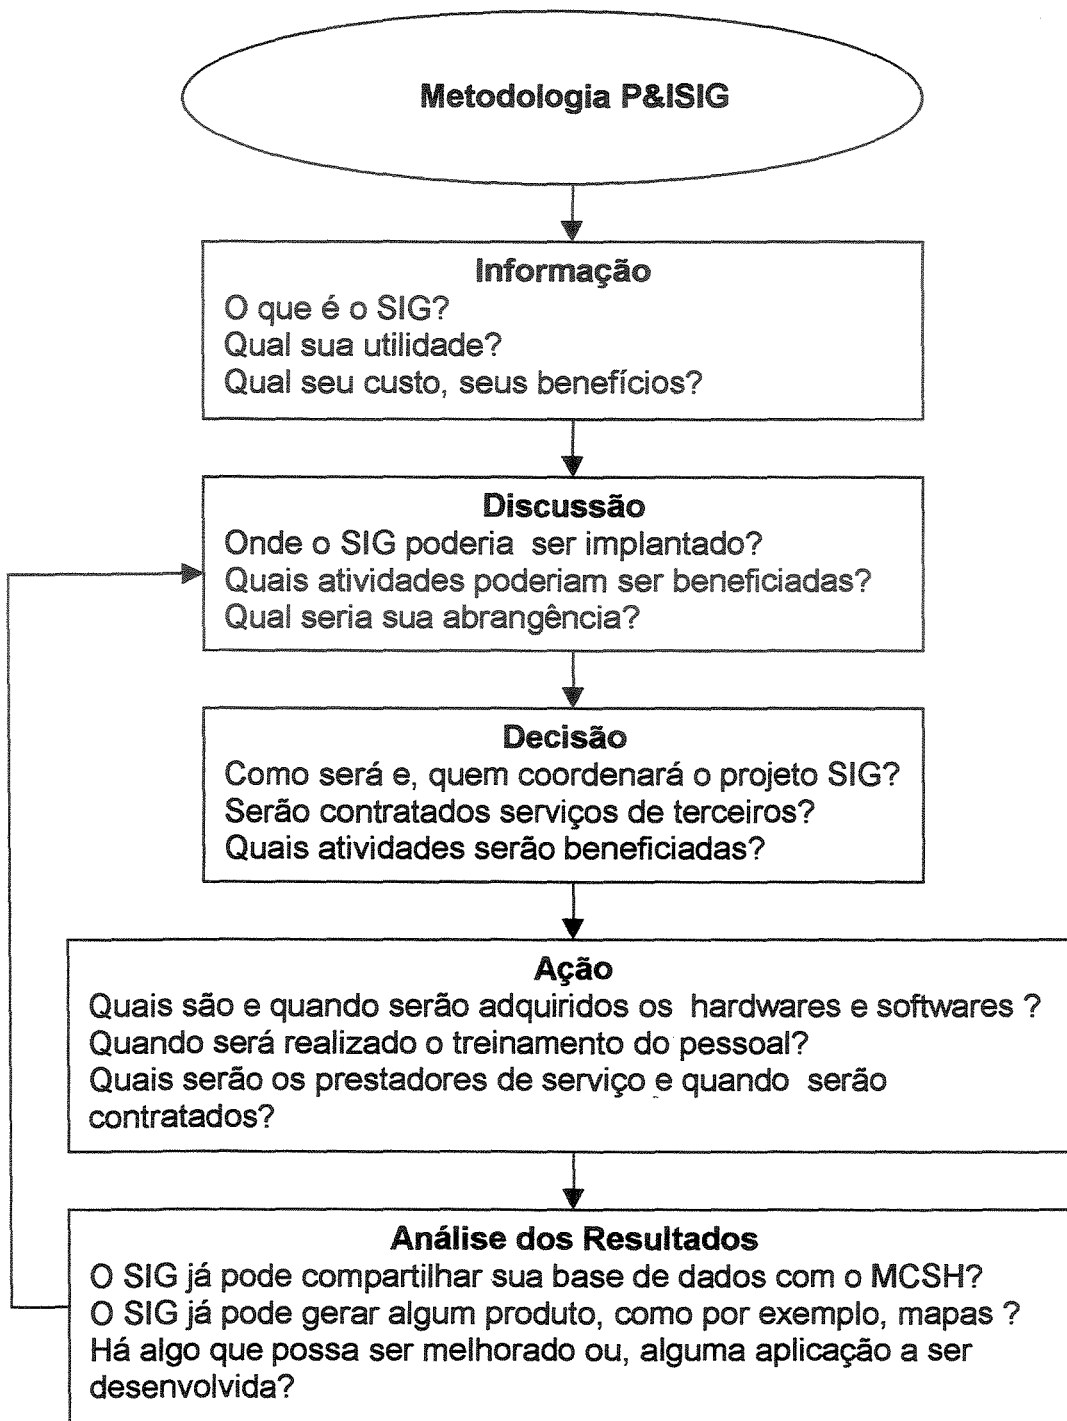 Metodologia P&ISIG
Informação
O que é o SIG?
Qual sua utilidade?
Qual seu custo, seus benefícios?
Discussão
Onde o SIG poderia ser implantado?
Quais atividades poderiam ser beneficiadas?
Qual seria sua abrangência?
Decisão
Como será e, quem coordenará o projeto SIG?
Serão contratados serviços de terceiros?
Quais atividades serão beneficiadas?
Ação
Quais são e quando serão adquiridos os hardwares e softwares ?
Quando será realizado o treinamento do pessoal?
Quais serão os prestadores de serviço e quando serão
contratados?
Análise dos Resultados
O SIG já pode compartilhar sua base de dados com o MCSH?
O SIG já pode gerar algum produto, como por exemplo, mapas ?
Há algo que possa ser melhorado ou, alguma aplicação a ser
desenvolvida?